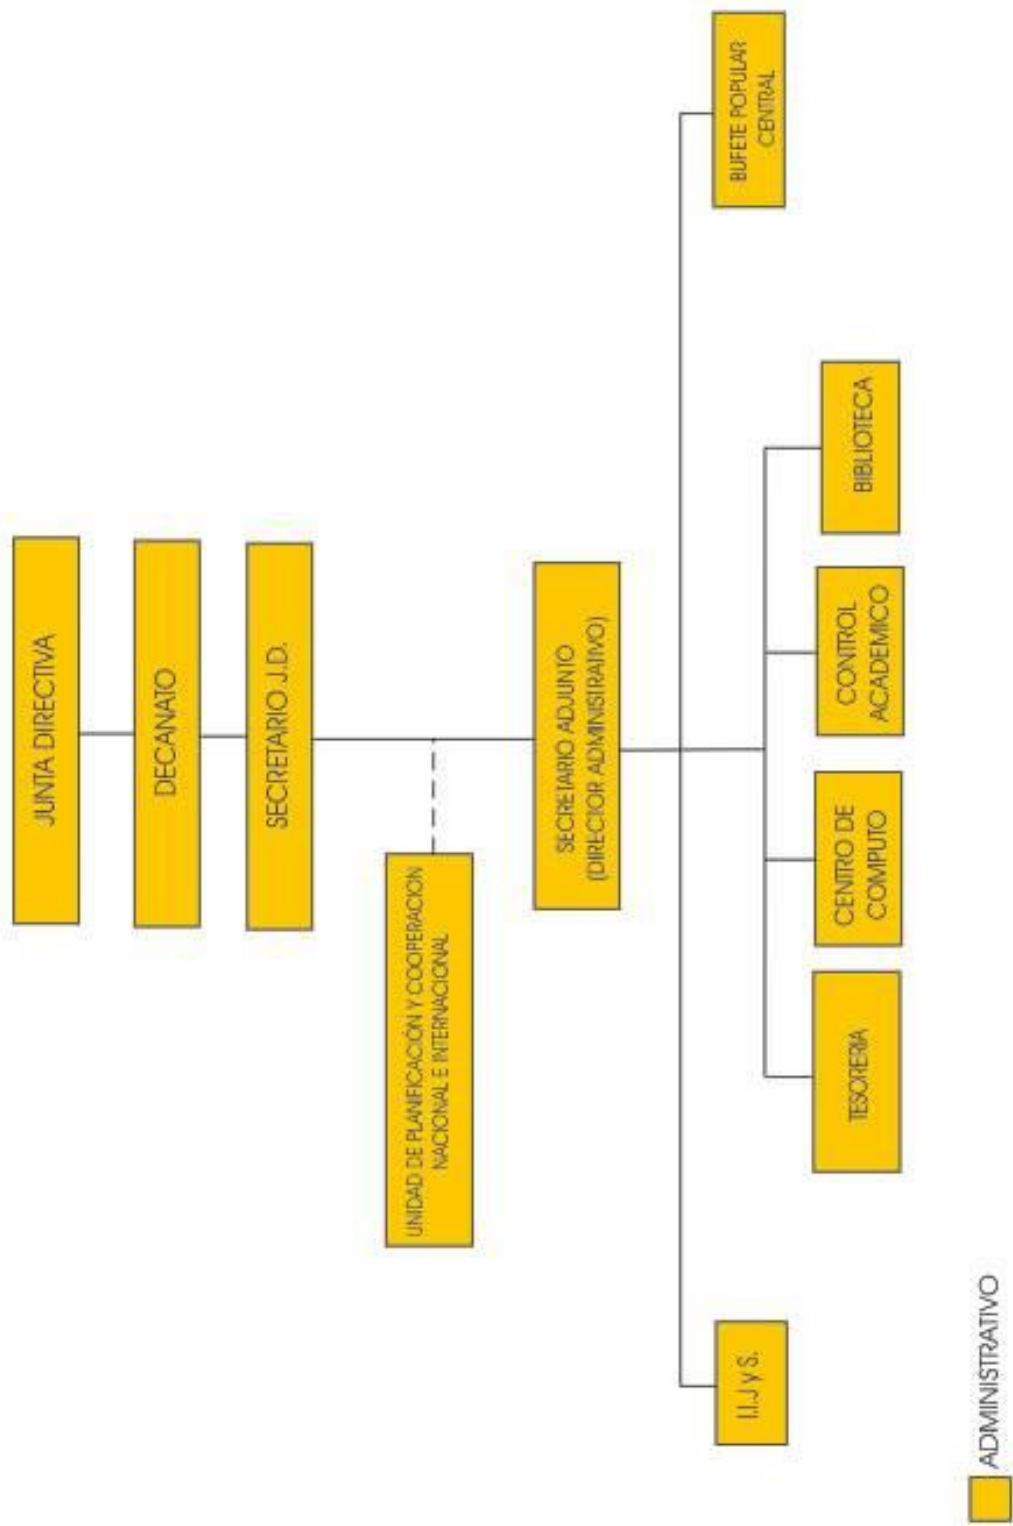 JUNTA DIRECTIVA
DECANATO
SECRETARIO J.D.
UNIDAD DE PLANIFICACIÓN Y COOPERACION
NACIONAL E INTERNACIONAL
SECRETARIO ADJUNTO
(DIRECTOR ADMINISTRATIVO)
I.I.J y S.
BUFETE POPULAR
CENTRAL
TESORERIA
CENTRO DE
COMPUTO
CONTROL
ACADEMICO
BIBLIOTECA
ADMINISTRATIVO